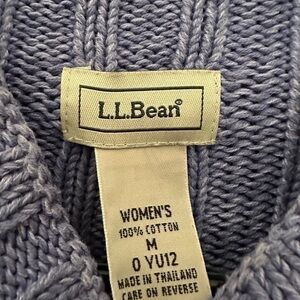 L.L.Bean®
WOMEN'S
100% COTTON
M
0 YU12
MADE IN THAILAND
CARE ON REVERSE